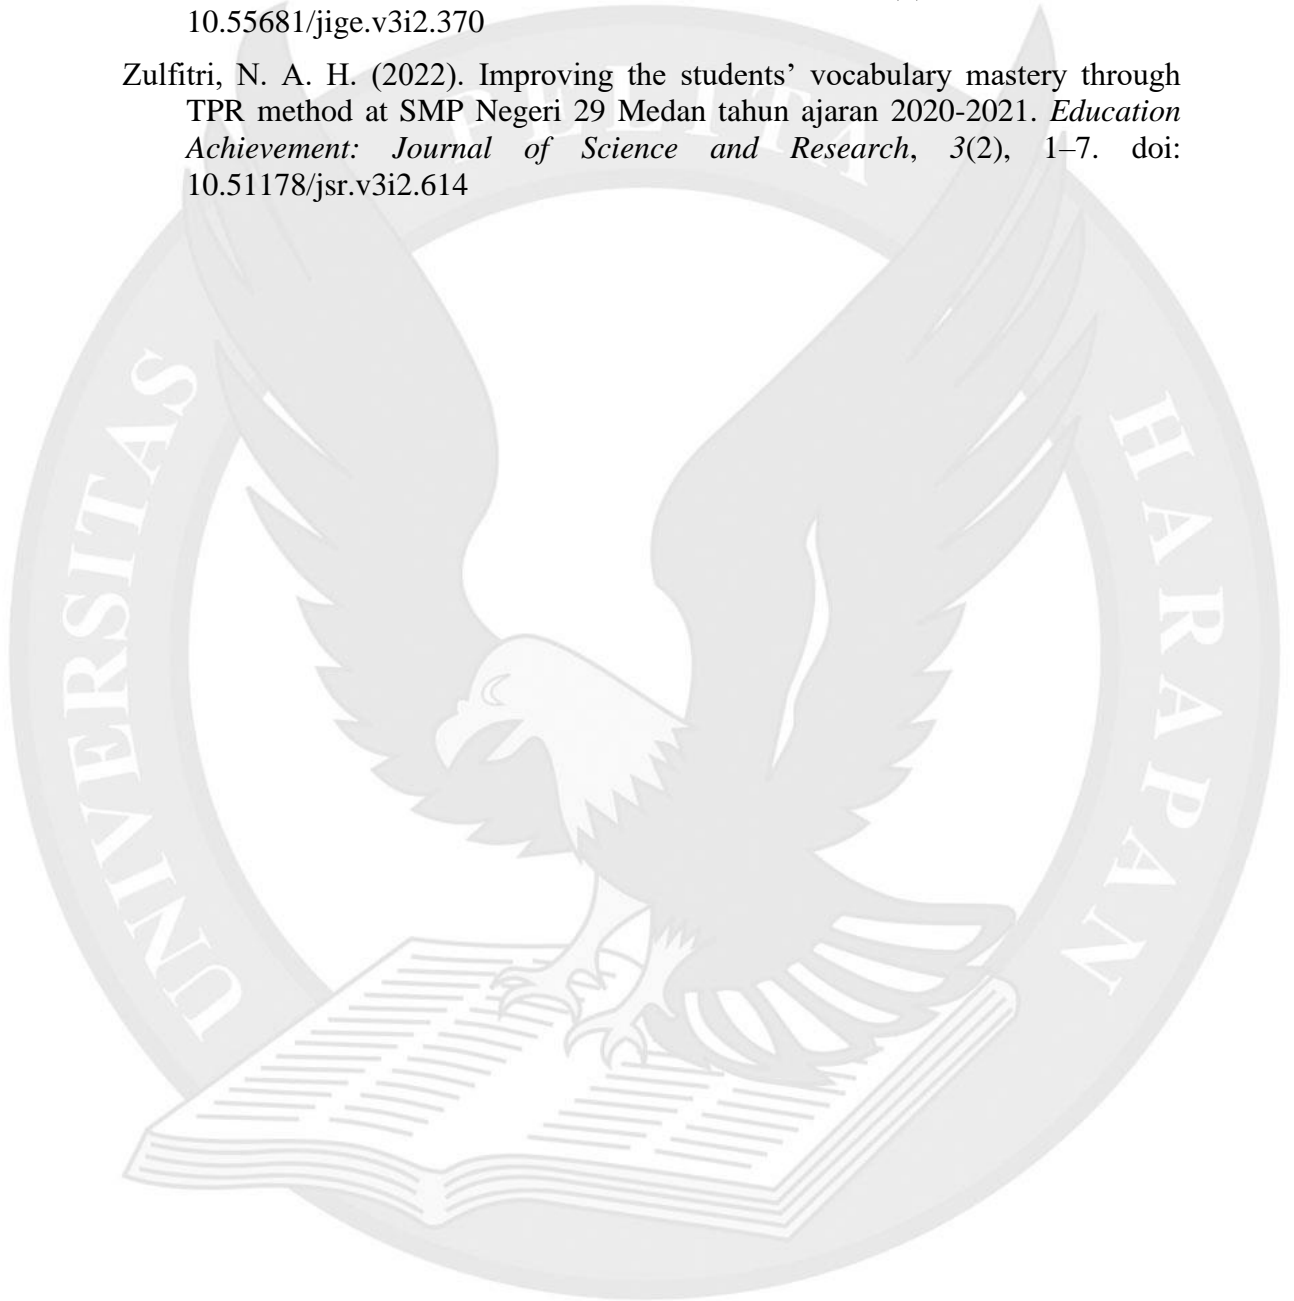 10.55681/jige.v3i2.370
Zulfitri, N. A. H. (2022). Improving the students’ vocabulary mastery through
TPR method at SMP Negeri 29 Medan tahun ajaran 2020-2021. Education
Achievement: Journal of Science and Research, 3(2), 1–7. doi:
10.51178/jsr.v3i2.614
UNIVERSITAS
PELITA
HARAPAN